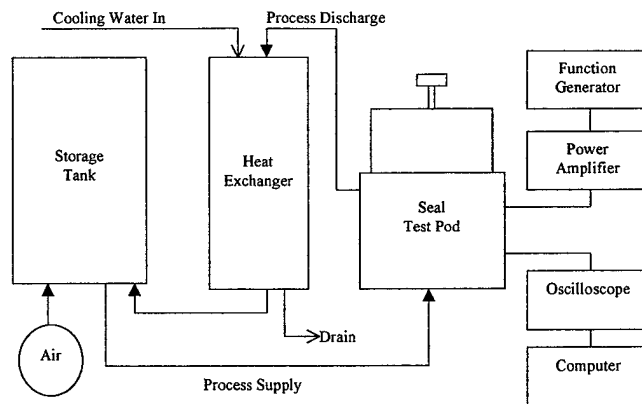 Cooling Water In
Process Discharge
Function
Generator
Storage
Tank
Heat
Exchanger
Power
Amplifier
Seal
Test Pod
Oscilloscope
Drain
Air
Computer
Process Supply